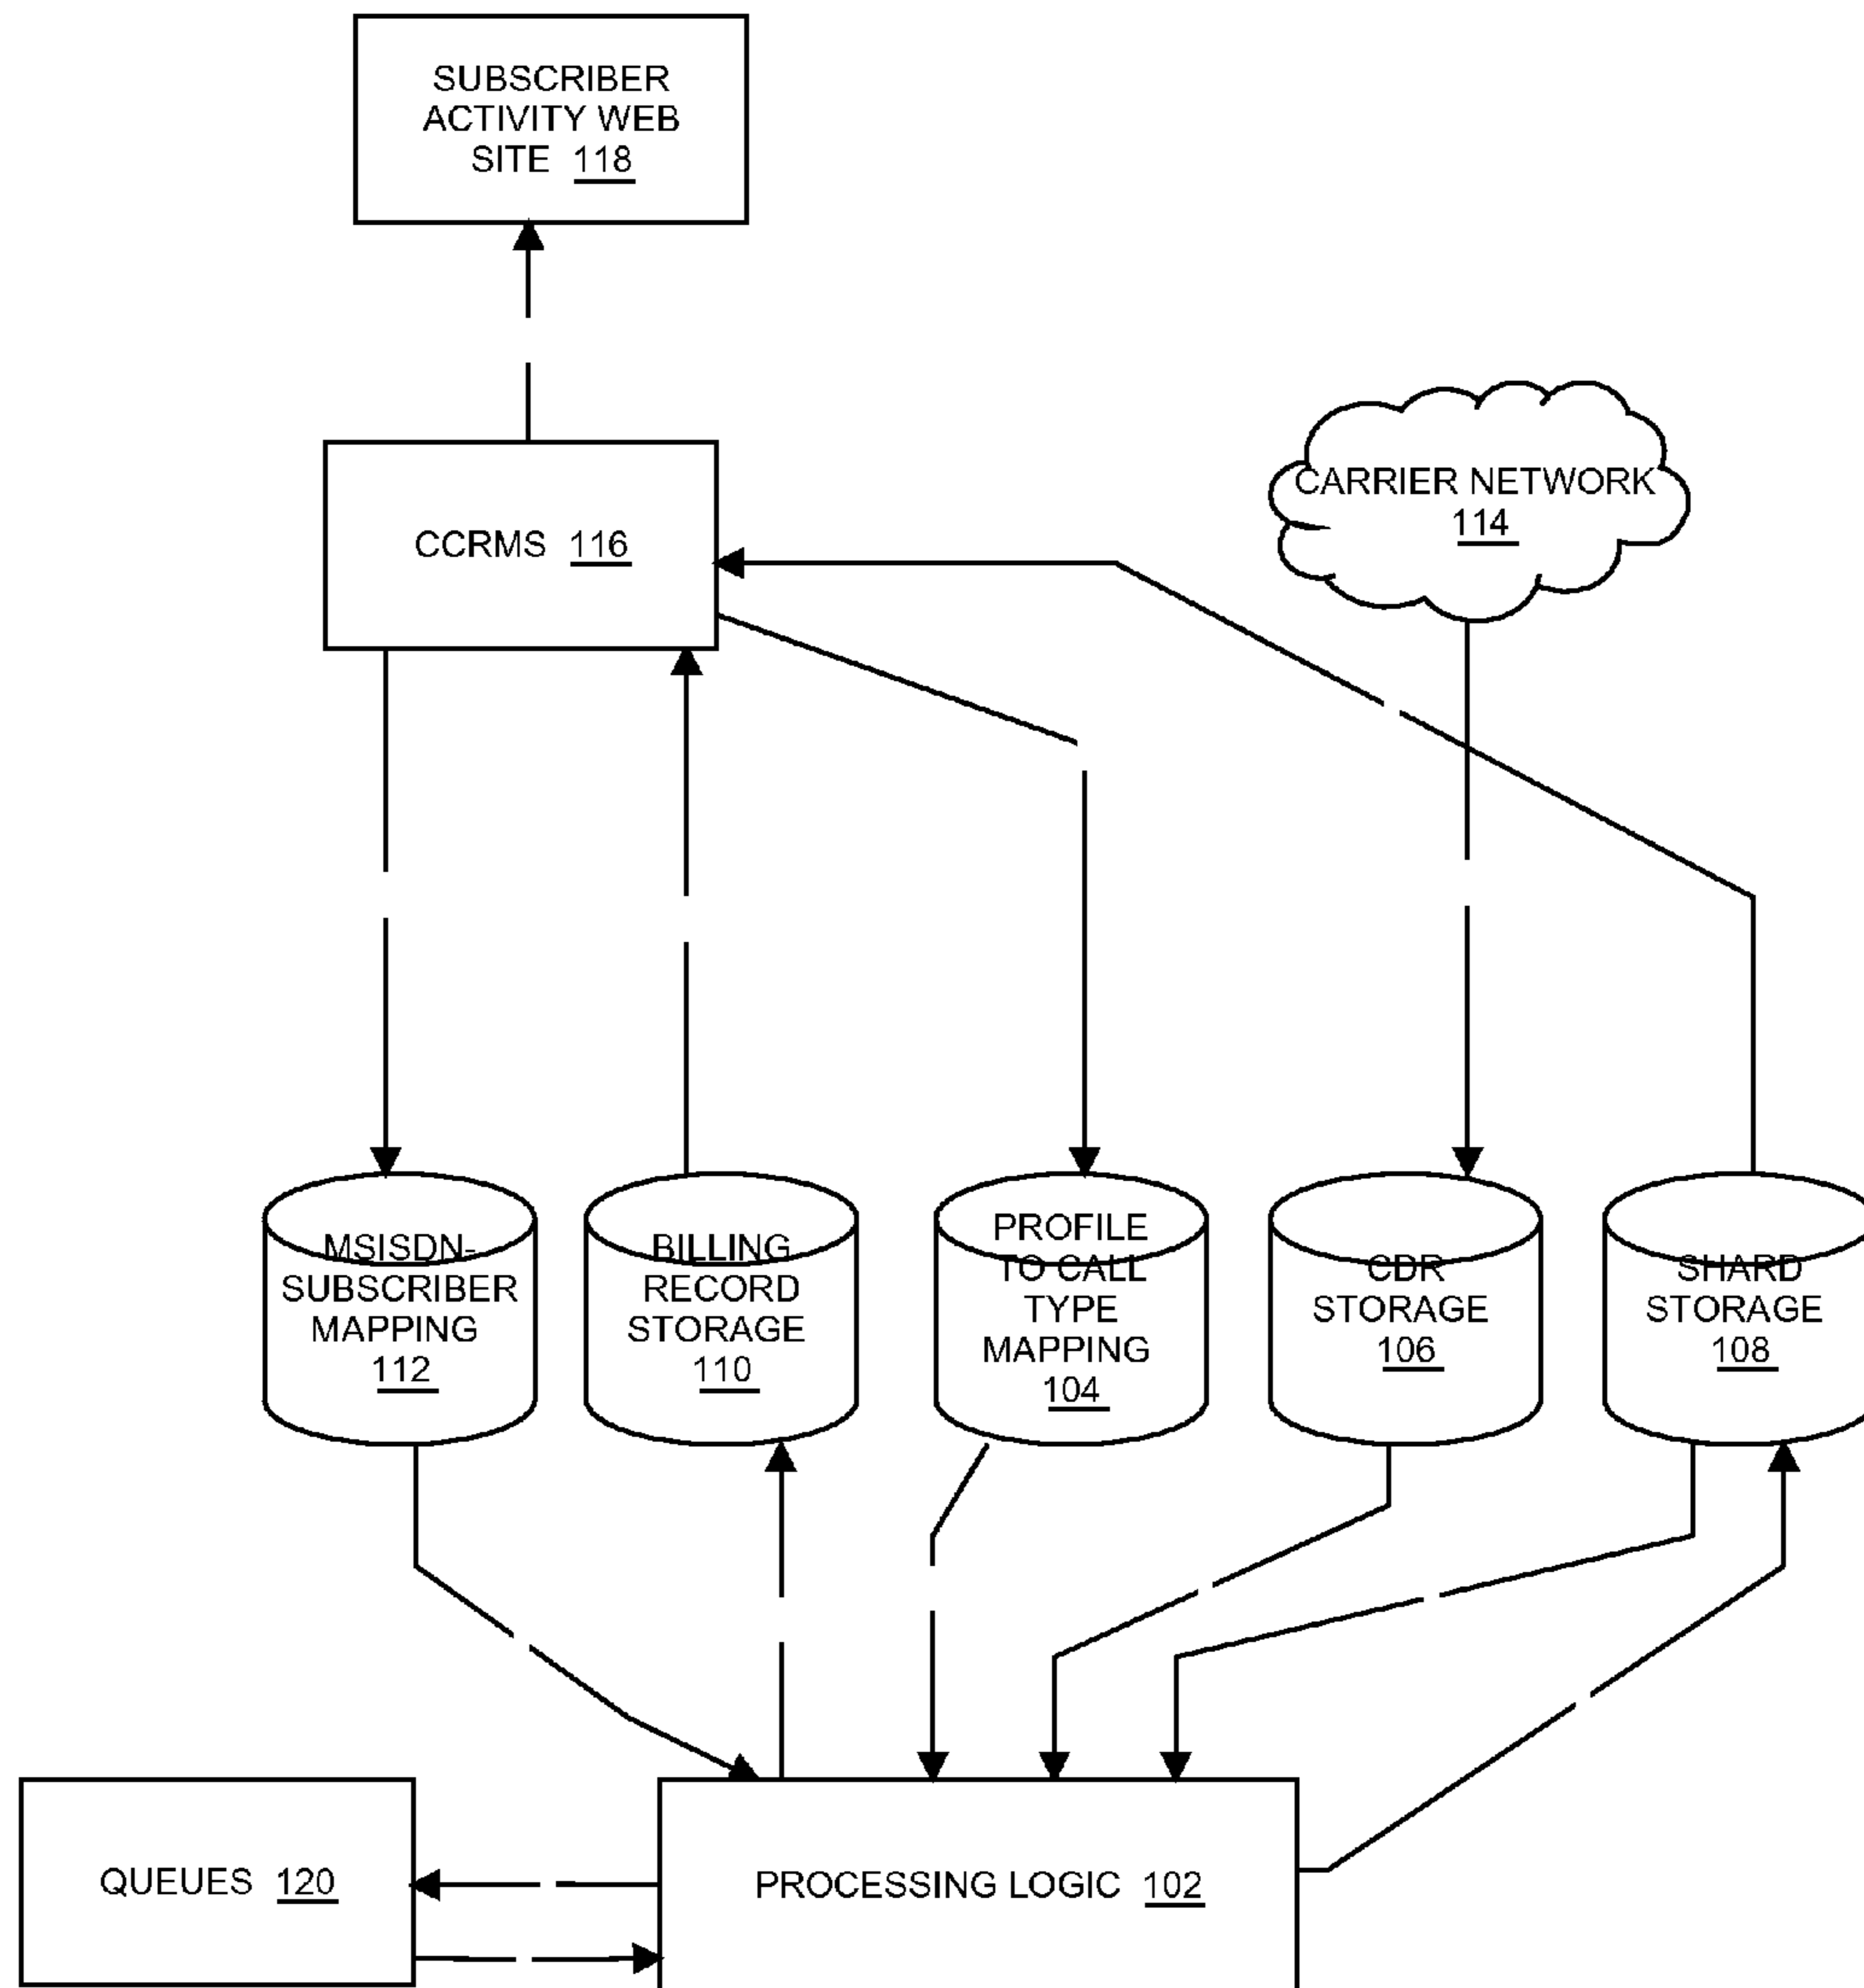 SUBSCRIBER
ACTIVITY WEB
SITE 118
CARRIER NETWORK
114
CCRMS 116
MSISDN-
SUBSCRIBER
MAPPING
112
BILLING
RECORD
STORAGE
110
PROFILE
TO CALL
TYPE
MAPPING
104
CDR
STORAGE
106
SHARD
STORAGE
108
QUEUES 120
PROCESSING LOGIC 102